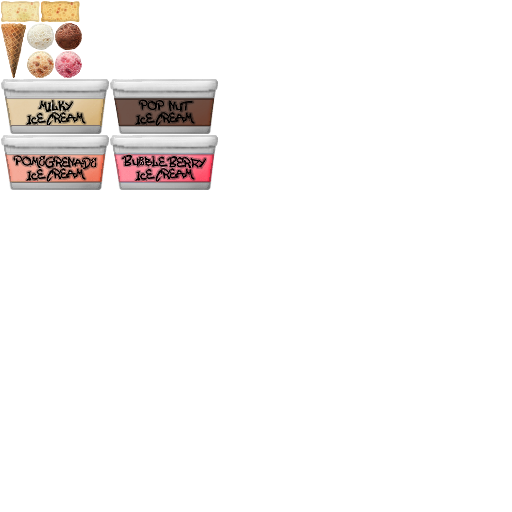 MILKY
ICE CREAM
POP NUT
ICE CREAM
POMEGRENADE
ICE CREAM
BUBBLE BERRY
ICE CREAM